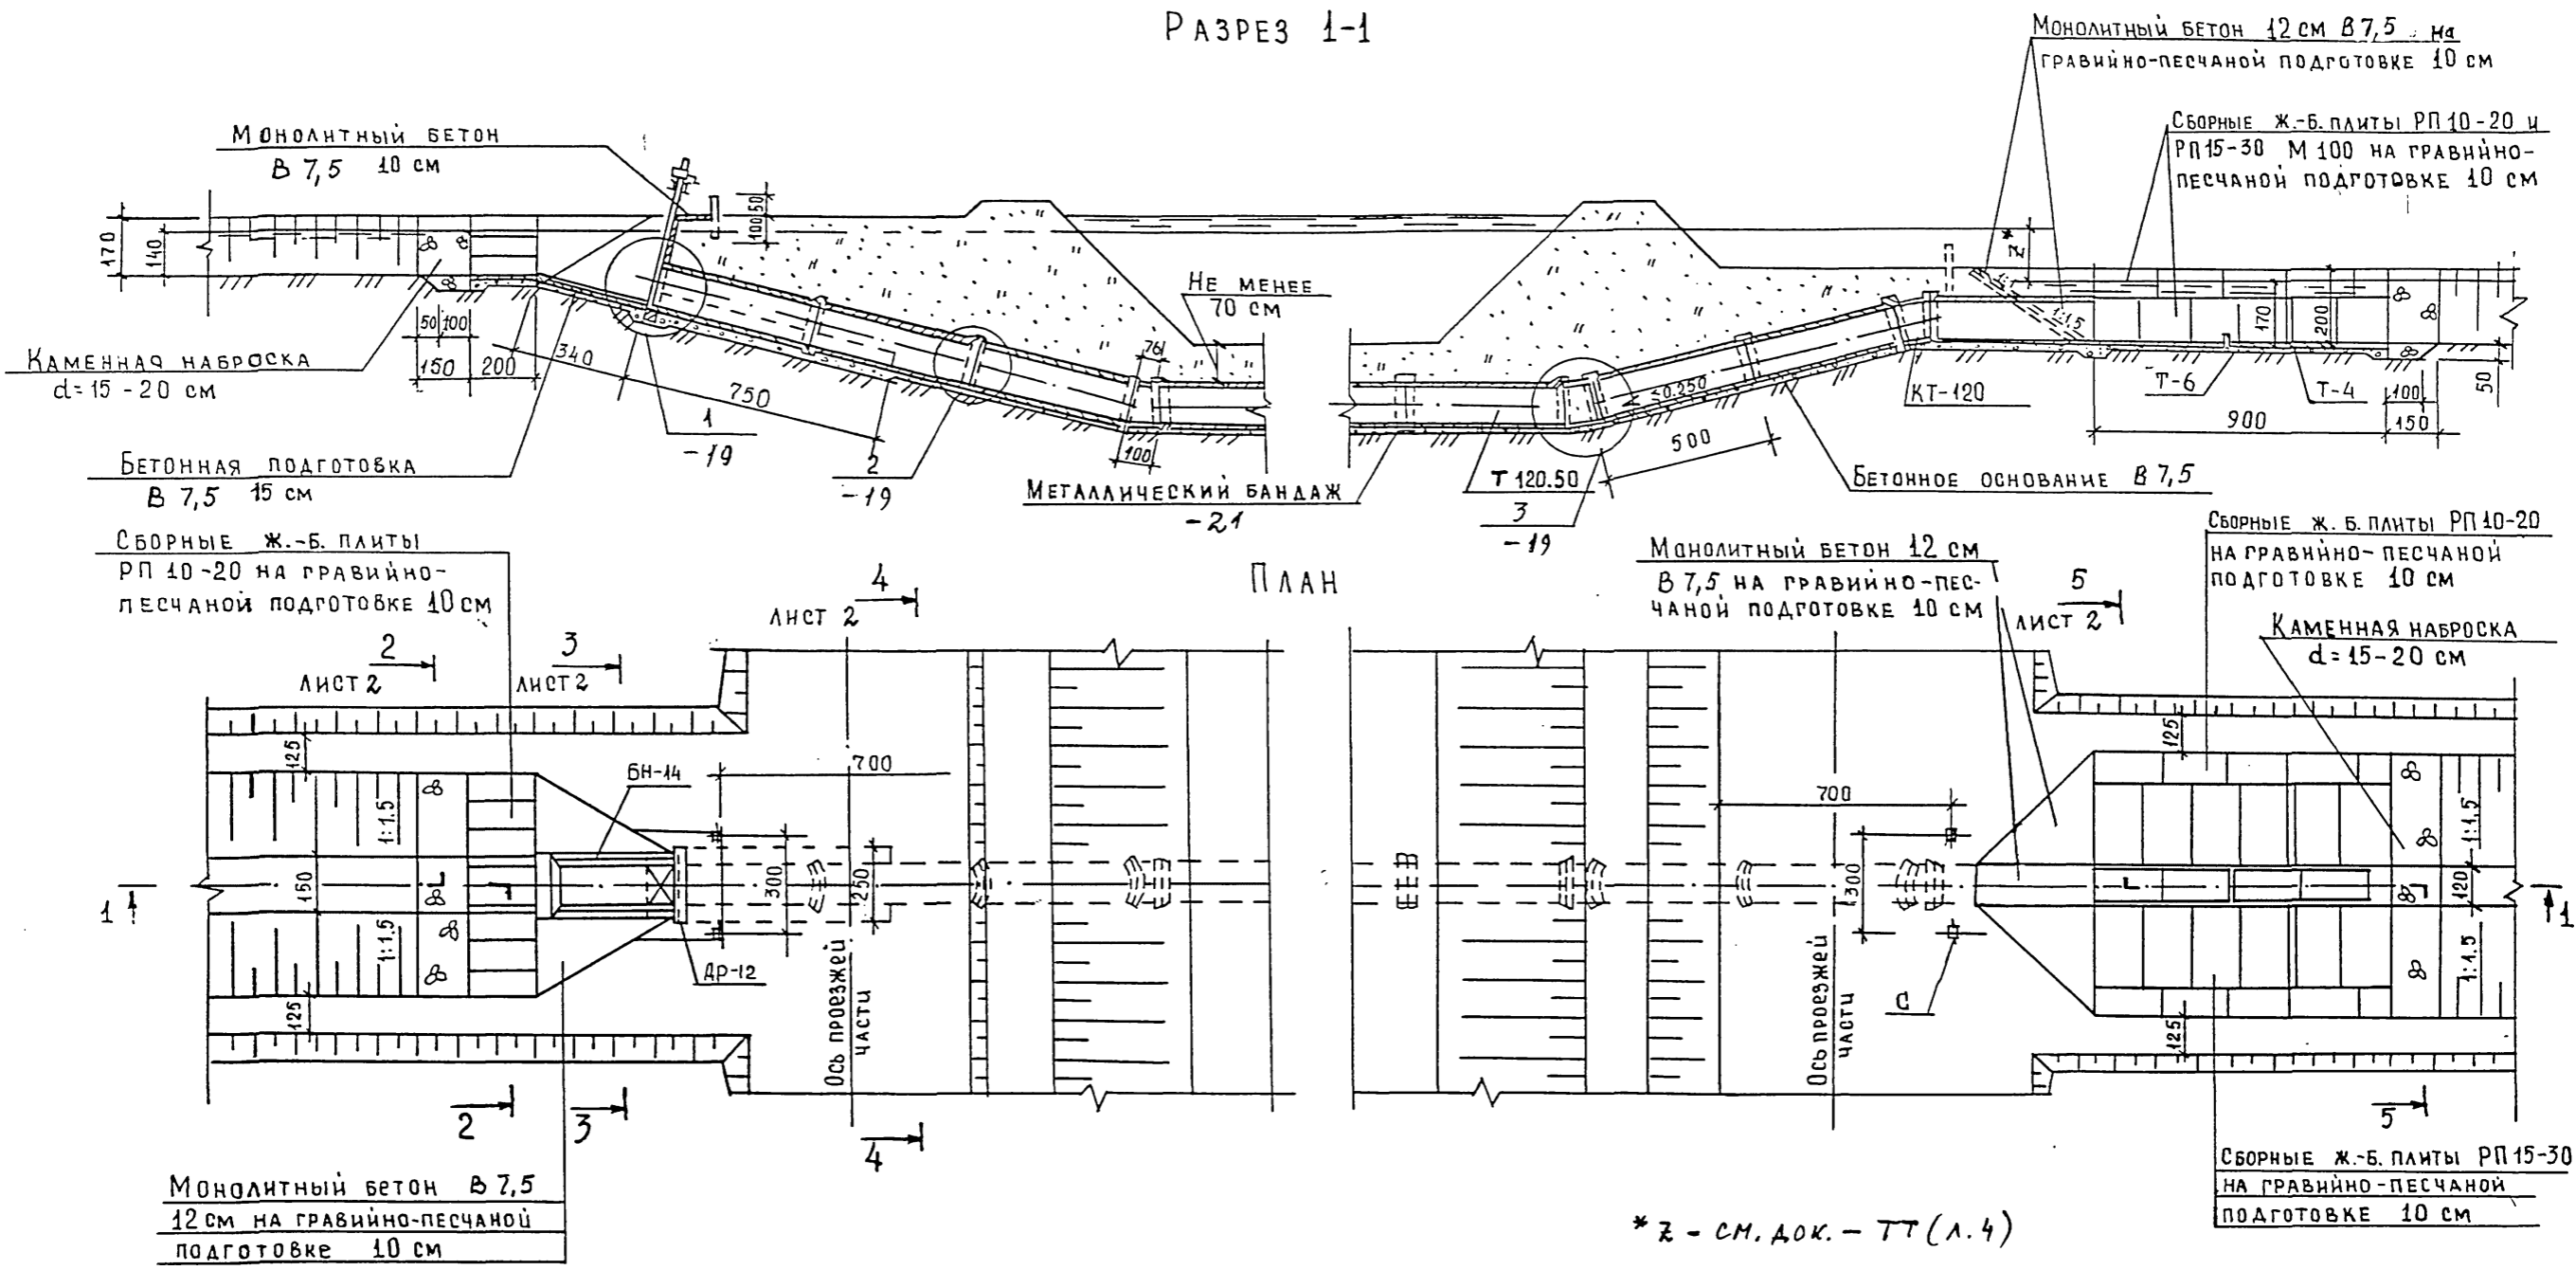 РАЗРЕЗ 1-1
МОНОЛИТНЫЙ БЕТОН 12 СМ В 7,5 НА
ГРАВИЙНО-ПЕСЧАНОЙ ПОДГОТОВКЕ 10 СМ
СБОРНЫЕ Ж.-Б. ПЛИТЫ РП 10-20 И
РП15-30 М 100 НА ГРАВИЙНО-
ПЕСЧАНОЙ ПОДГОТОВКЕ 10 СМ
МОНОЛИТНЫЙ БЕТОН
В 7,5 10 СМ
170
140
100 50
НЕ МЕНЕЕ
70 СМ
Z*
1:1,5
170
200
50
50 100
150 200
340
750
КАМЕННАЯ НАБРОСКА
d=15-20 СМ
76
100
≤0.250
500
КТ-120
Т-6
Т-4
100
900
150
1
-19
2
-19
БЕТОННАЯ ПОДГОТОВКА
В 7,5 15 СМ
МЕТАЛЛИЧЕСКИЙ БАНДАЖ
-21
Т 120.50
3
-19
БЕТОННОЕ ОСНОВАНИЕ В 7,5
СБОРНЫЕ Ж.-Б. ПЛИТЫ
РП 10-20 НА ГРАВИЙНО-
ПЕСЧАНОЙ ПОДГОТОВКЕ 10 СМ
ПЛАН
МОНОЛИТНЫЙ БЕТОН 12 СМ
В 7,5 НА ГРАВИЙНО-ПЕС-
ЧАНОЙ ПОДГОТОВКЕ 10 СМ
СБОРНЫЕ Ж. Б. ПЛИТЫ РП 10-20
НА ГРАВИЙНО-ПЕСЧАНОЙ
ПОДГОТОВКЕ 10 СМ
КАМЕННАЯ НАБРОСКА
d=15-20 СМ
2
ЛИСТ 2
3
ЛИСТ 2
4
ЛИСТ 2
5
ЛИСТ 2
125
БН-14
700
1:1.5
150
300
250
1
1:1.5
125
ДР-12
ОСЬ ПРОЕЗЖЕЙ
ЧАСТИ
700
300
С
ОСЬ ПРОЕЗЖЕЙ
ЧАСТИ
125
1:1,5
120
1
1:1.5
125
2
3
4
5
МОНОЛИТНЫЙ БЕТОН В 7,5
12 СМ НА ГРАВИЙНО-ПЕСЧАНОЙ
ПОДГОТОВКЕ 10 СМ
СБОРНЫЕ Ж.-Б. ПЛИТЫ РП 15-30
НА ГРАВИЙНО-ПЕСЧАНОЙ
ПОДГОТОВКЕ 10 СМ
* Z - СМ. ДОК. - ТТ (Л.4)